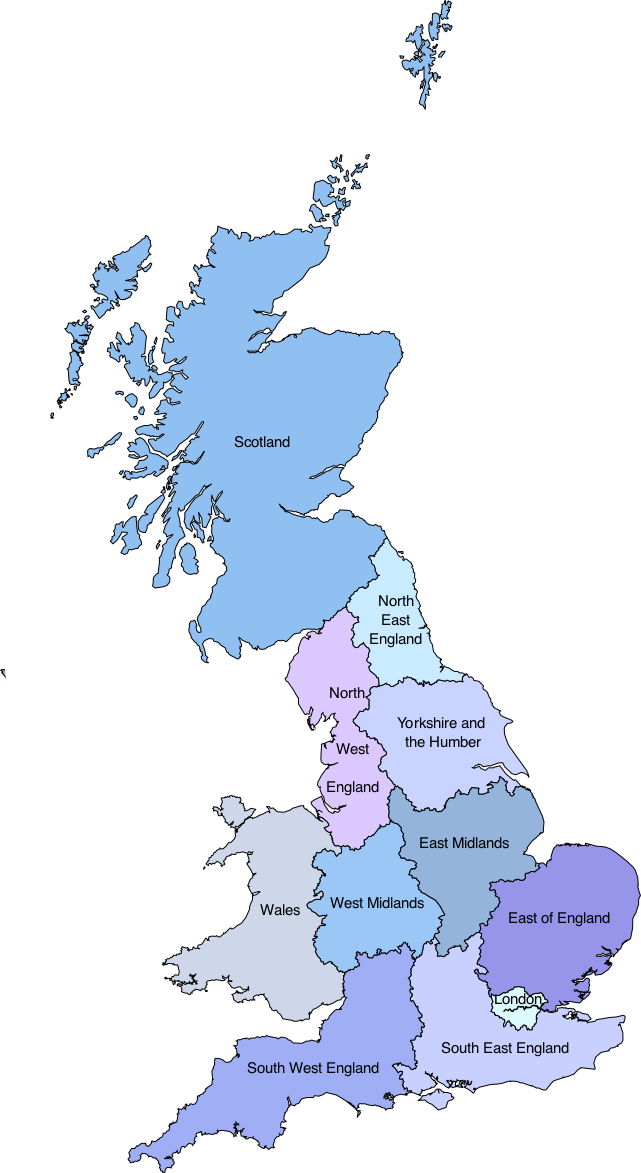 Scotland
North
East
England
North
West
England
Yorkshire and
the Humber
East Midlands
Wales
West Midlands
East of England
London
South East England
South West England